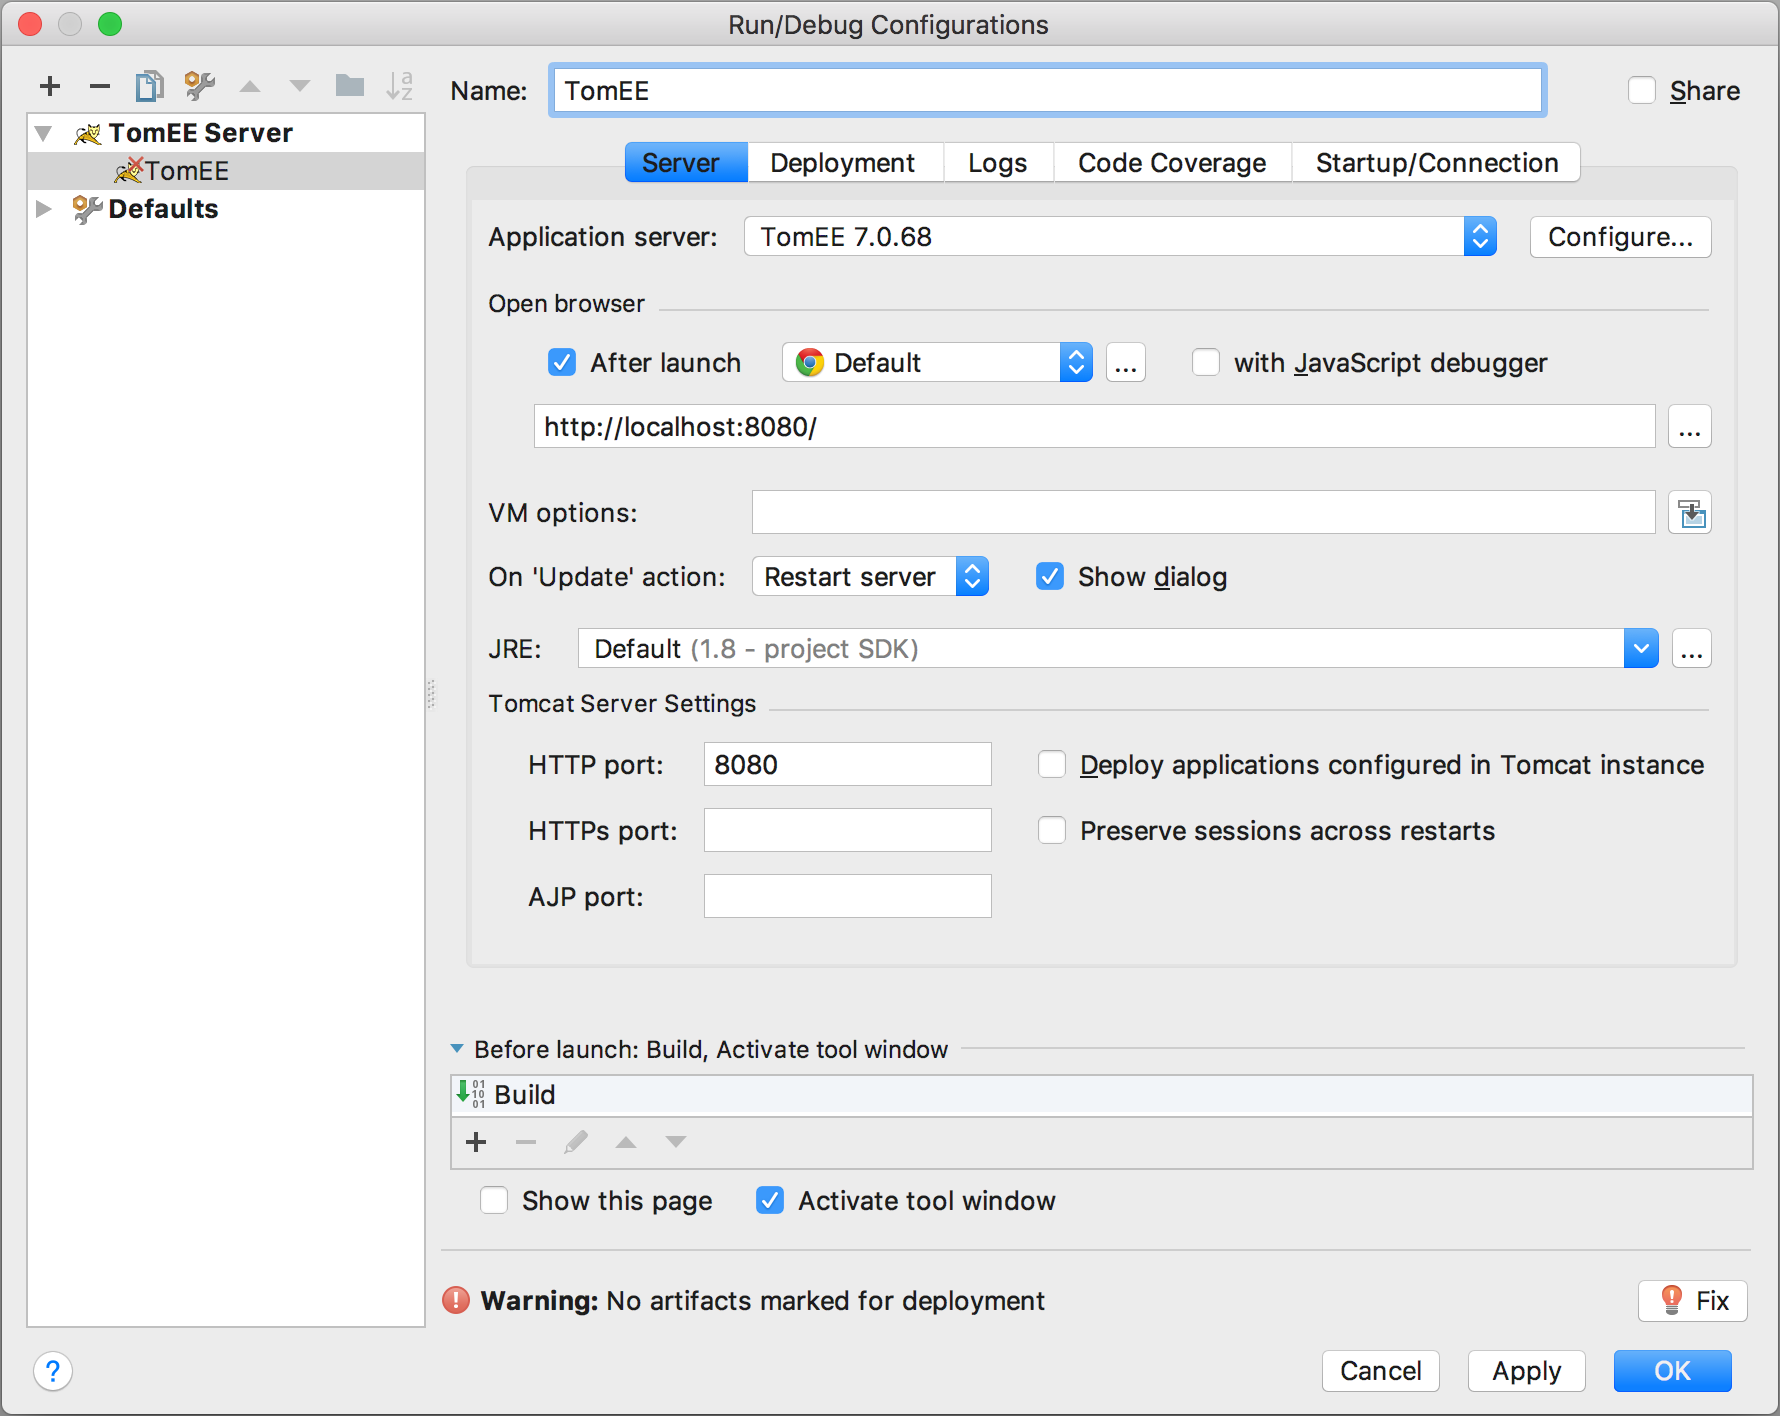 Run/Debug Configurations
Name: TomEE Share
TomEE Server
TomEE
Defaults
Server Deployment Logs Code Coverage Startup/Connection
Application server: TomEE 7.0.68 Configure...
Open browser
After launch Default ... with JavaScript debugger
http://localhost:8080/ ...
VM options:
On 'Update' action: Restart server Show dialog
JRE: Default (1.8 - project SDK) ...
Tomcat Server Settings
HTTP port: 8080 Deploy applications configured in Tomcat instance
HTTPs port: Preserve sessions across restarts
AJP port:
Before launch: Build, Activate tool window
Build
Show this page Activate tool window
Warning: No artifacts marked for deployment Fix
? Cancel Apply OK